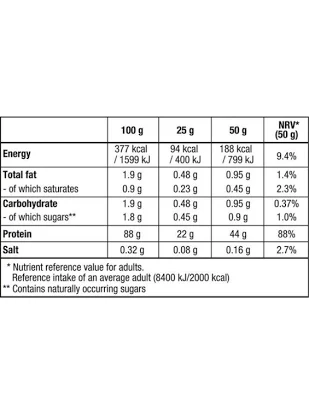 100 g 25 g 50 g NRV*
(50 g)
Energy 377 kcal / 1599 kJ 94 kcal / 400 kJ 188 kcal / 799 kJ 9.4%
Total fat 1.9 g 0.48 g 0.95 g 1.4%
- of which saturates 0.9 g 0.23 g 0.45 g 2.3%
Carbohydrate 1.9 g 0.48 g 0.95 g 0.37%
- of which sugars** 1.8 g 0.45 g 0.9 g 1.0%
Protein 88 g 22 g 44 g 88%
Salt 0.32 g 0.08 g 0.16 g 2.7%
* Nutrient reference value for adults.
Reference intake of an average adult (8400 kJ/2000 kcal)
** Contains naturally occurring sugars